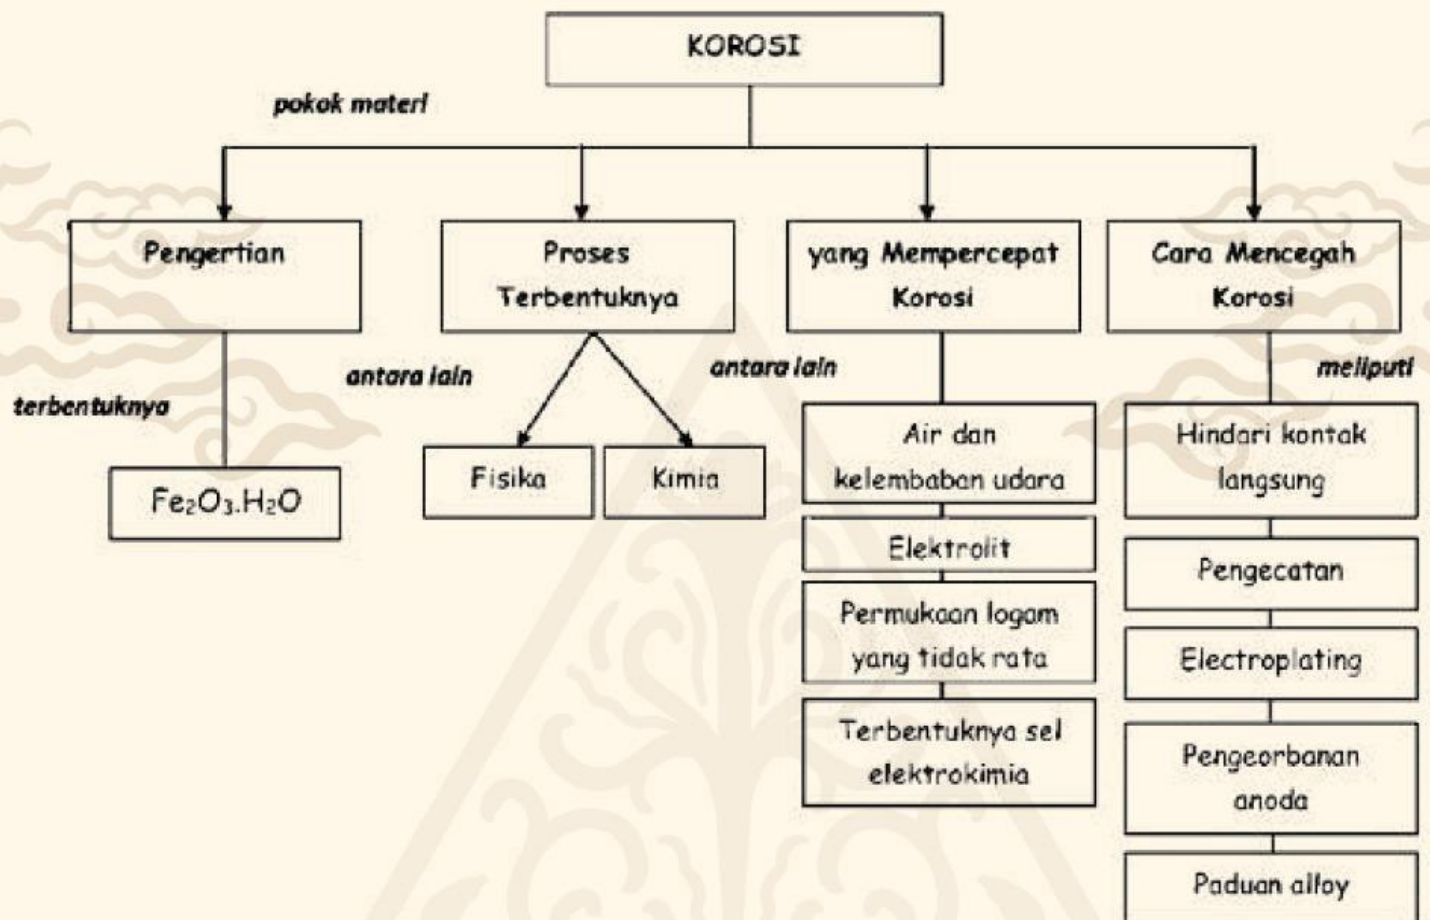 KOROSI
pokok materi
Pengertian
Proses
Terbentuknya
yang Mempercepat
Korosi
Cara Mencegah
Korosi
terbentuknya
antara lain
antara lain
meliputi
Fe₂O₃.H₂O
Fisika
Kimia
Air dan
kelembaban udara
Elektrolit
Permukaan logam
yang tidak rata
Terbentuknya sel
elektrokimia
Hindari kontak
langsung
Pengecatan
Electroplating
Pengeorbanan
anoda
Paduan alloy